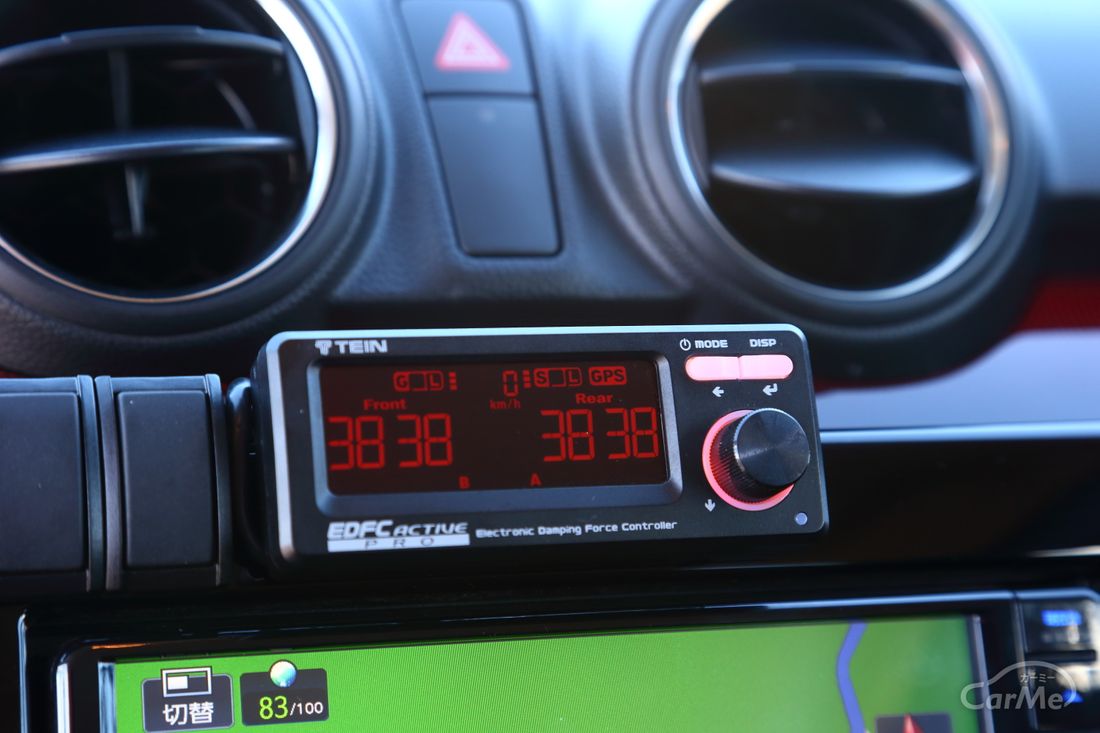 TEIN
MODE DISP
G L 0 S L GPS
Front km/h Rear
38 38 38 38
B A
EDFC ACTIVE
PRO
Electronic Damping Force Controller
切替
83/100
カーミー
CarMe